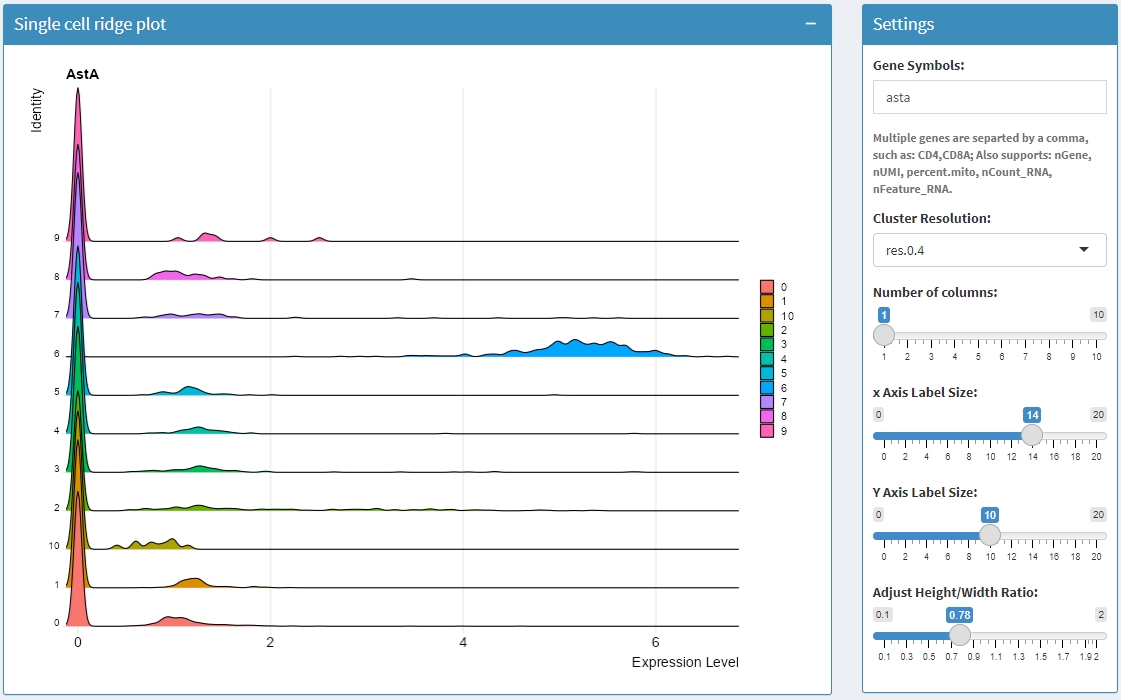 Single cell ridge plot
–
AstA
Identity
9
8
7
6
5
4
3
2
10
1
0
0 2 4 6
Expression Level
0
1
10
2
3
4
5
6
7
8
9
Settings
Gene Symbols:
asta
Multiple genes are separted by a comma,
such as: CD4,CD8A; Also supports: nGene,
nUMI, percent.mito, nCount_RNA,
nFeature_RNA.
Cluster Resolution:
res.0.4
Number of columns:
1 10
1 2 3 4 5 6 7 8 9 10
x Axis Label Size:
0 14 20
0 2 4 6 8 10 12 14 16 18 20
Y Axis Label Size:
0 10 20
0 2 4 6 8 10 12 14 16 18 20
Adjust Height/Width Ratio:
0.1 0.78 2
0.1 0.3 0.5 0.7 0.9 1.1 1.3 1.5 1.7 1.9 2